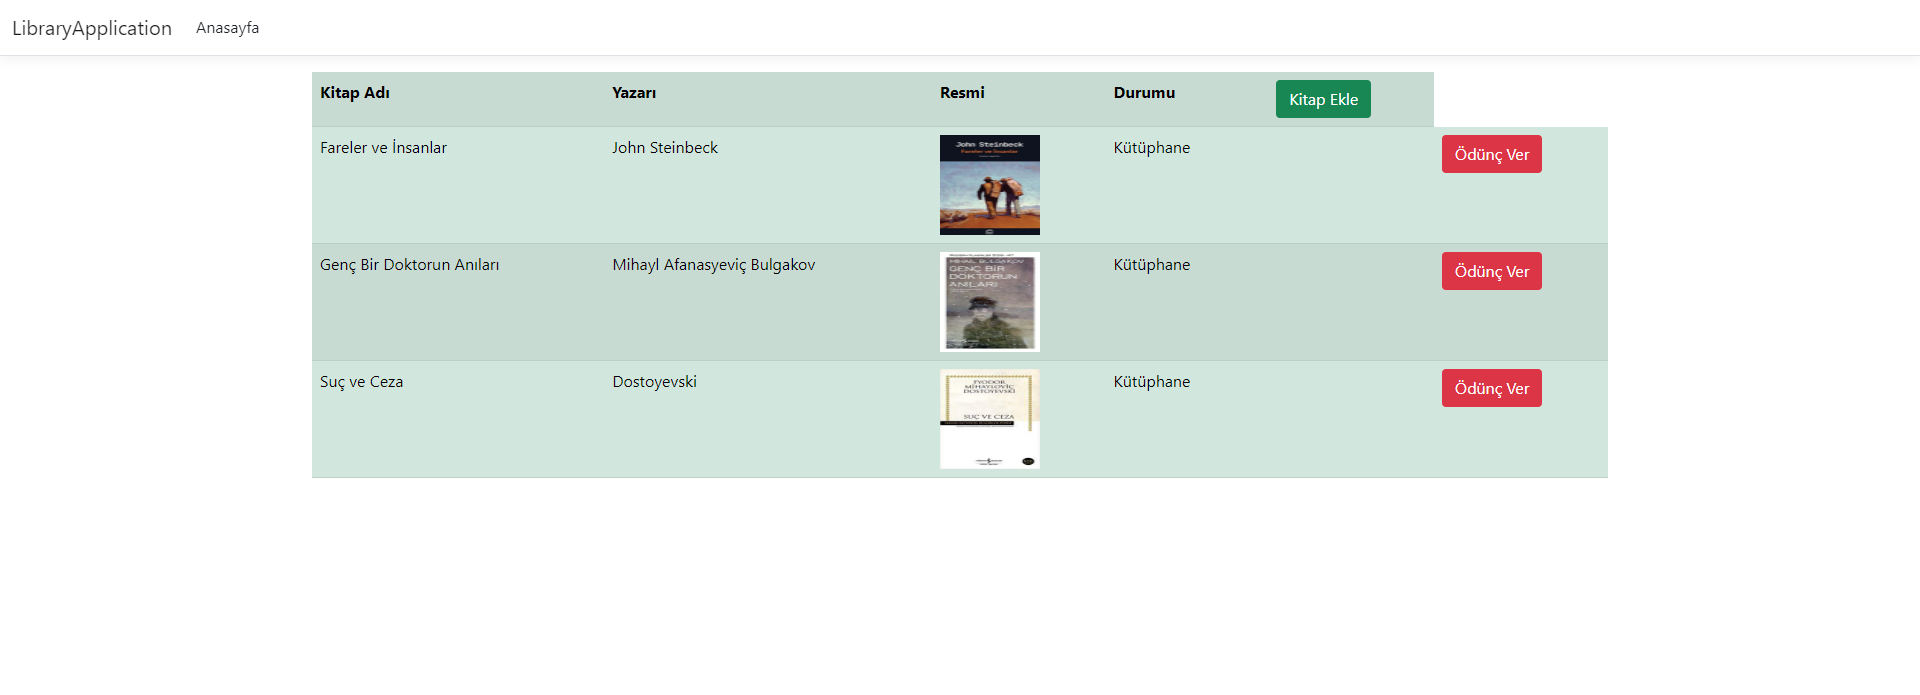 LibraryApplication Anasayfa
Kitap Adı Yazarı Resmi Durumu Kitap Ekle
Fareler ve İnsanlar John Steinbeck Kütüphane Ödünç Ver
John Steinbeck
Fareler ve İnsanlar
Genç Bir Doktorun Anıları Mihayl Afanasyeviç Bulgakov Kütüphane Ödünç Ver
MİHAİL BULGAKOV
GENÇ BİR
DOKTORUN
ANILARI
Suç ve Ceza Dostoyevski Kütüphane Ödünç Ver
FYODOR
MİHAYLOVİÇ
DOSTOYEVSKİ
SUÇ VE CEZA